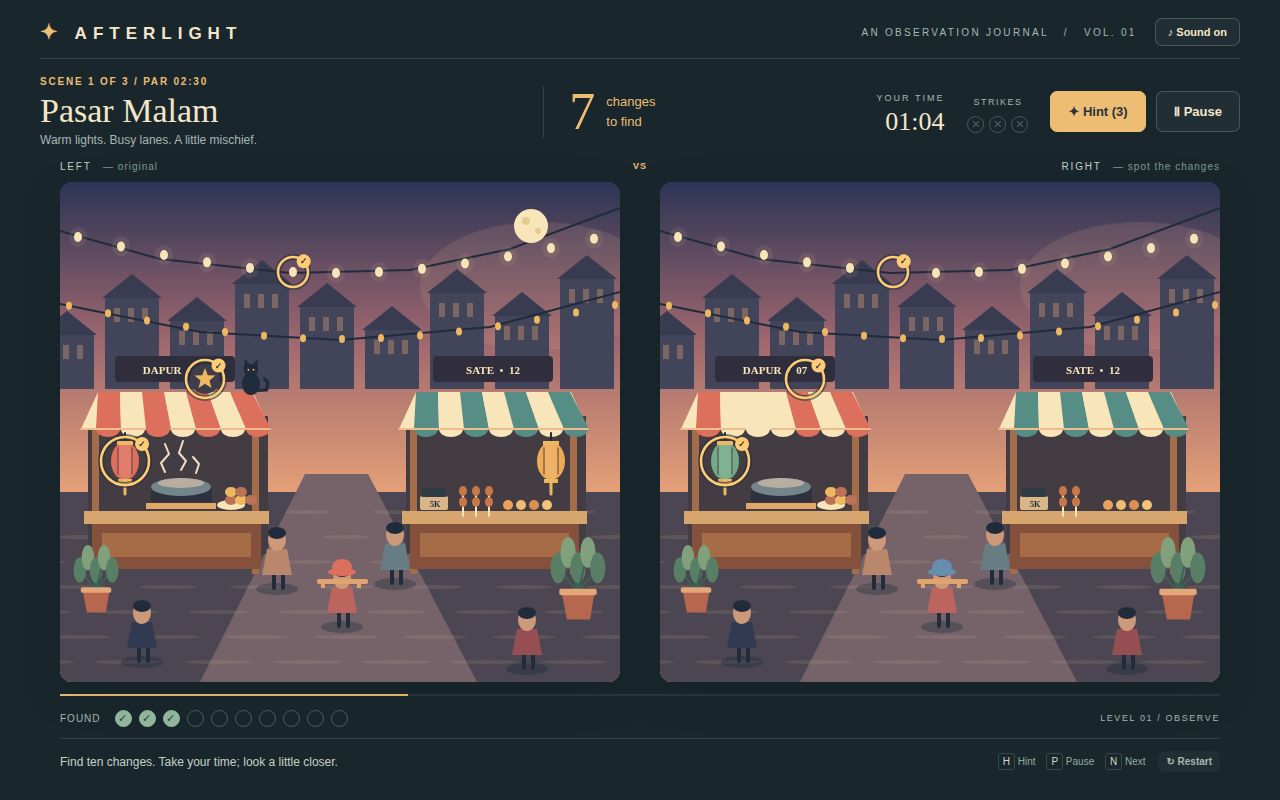 AFTERLIGHT
AN OBSERVATION JOURNAL / VOL. 01
♪ Sound on
SCENE 1 OF 3 / PAR 02:30
Pasar Malam
Warm lights. Busy lanes. A little mischief.
7 changes
to find
YOUR TIME
01:04
STRIKES
✦ Hint (3)
Ⅱ Pause
LEFT — original
VS
RIGHT — spot the changes
DAPUR
SATE • 12
5K
DAPUR 07
SATE • 12
5K
FOUND
LEVEL 01 / OBSERVE
Find ten changes. Take your time; look a little closer.
H Hint P Pause N Next ↻ Restart